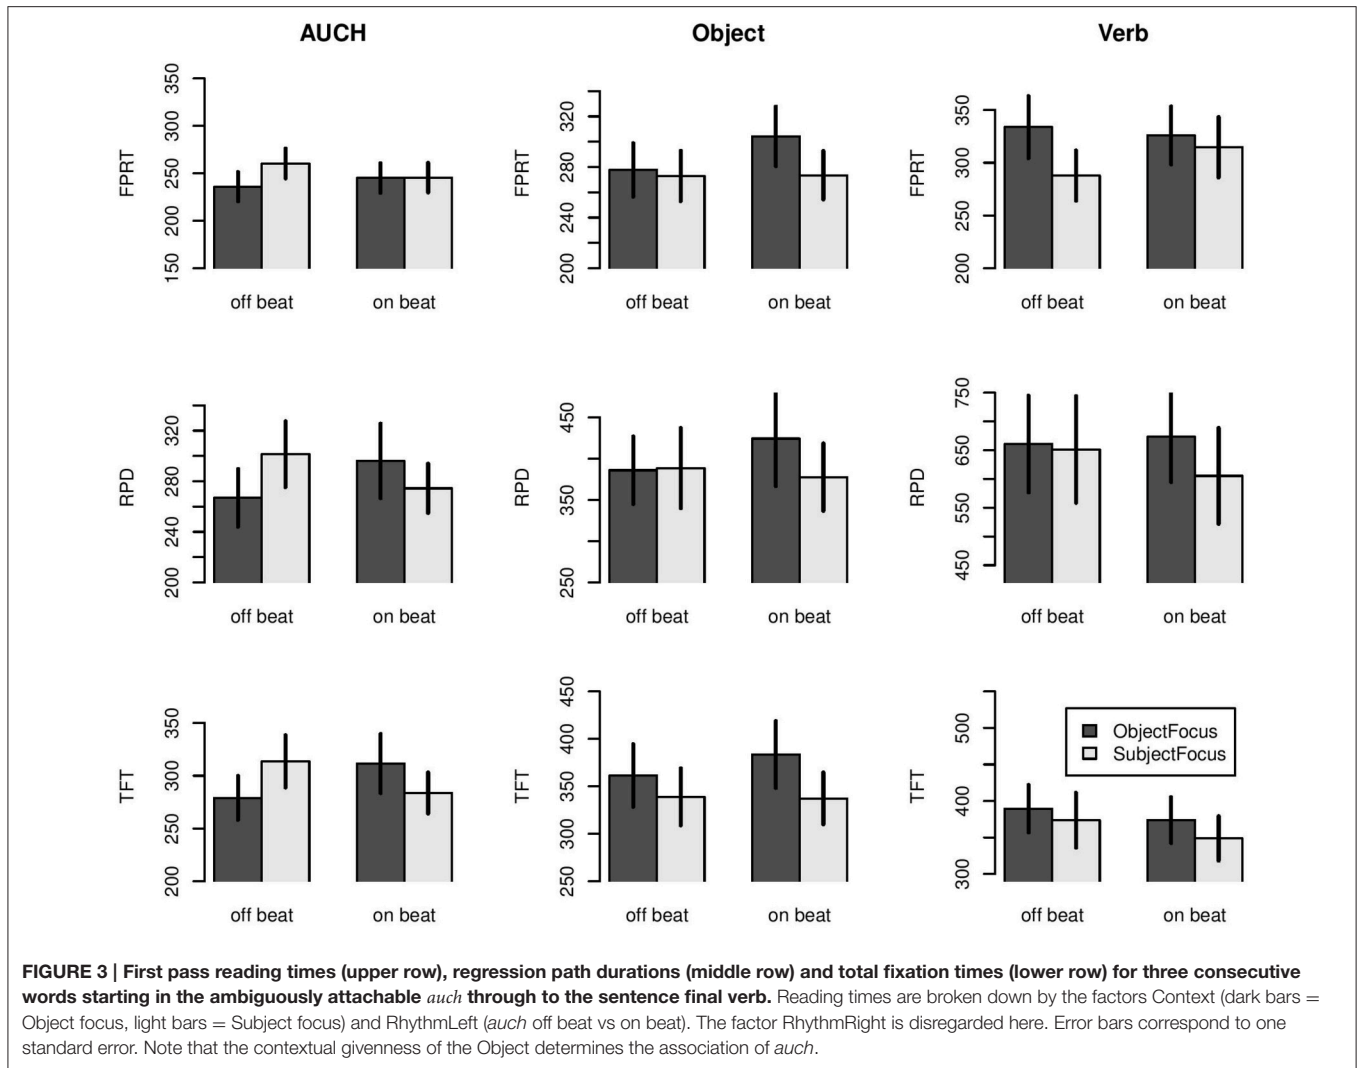 AUCH Object Verb
FPRT 150 200 250 300 350
off beat on beat
FPRT 200 240 280 320
off beat on beat
FPRT 200 250 300 350
off beat on beat
RPD 200 240 280 320
off beat on beat
RPD 250 350 450
off beat on beat
RPD 450 550 650 750
off beat on beat
TFT 200 250 300 350
off beat on beat
TFT 250 300 350 400 450
off beat on beat
TFT 300 400 500
ObjectFocus
SubjectFocus
off beat on beat
FIGURE 3 | First pass reading times (upper row), regression path durations (middle row) and total fixation times (lower row) for three consecutive
words starting in the ambiguously attachable auch through to the sentence final verb. Reading times are broken down by the factors Context (dark bars =
Object focus, light bars = Subject focus) and RhythmLeft (auch off beat vs on beat). The factor RhythmRight is disregarded here. Error bars correspond to one
standard error. Note that the contextual givenness of the Object determines the association of auch.